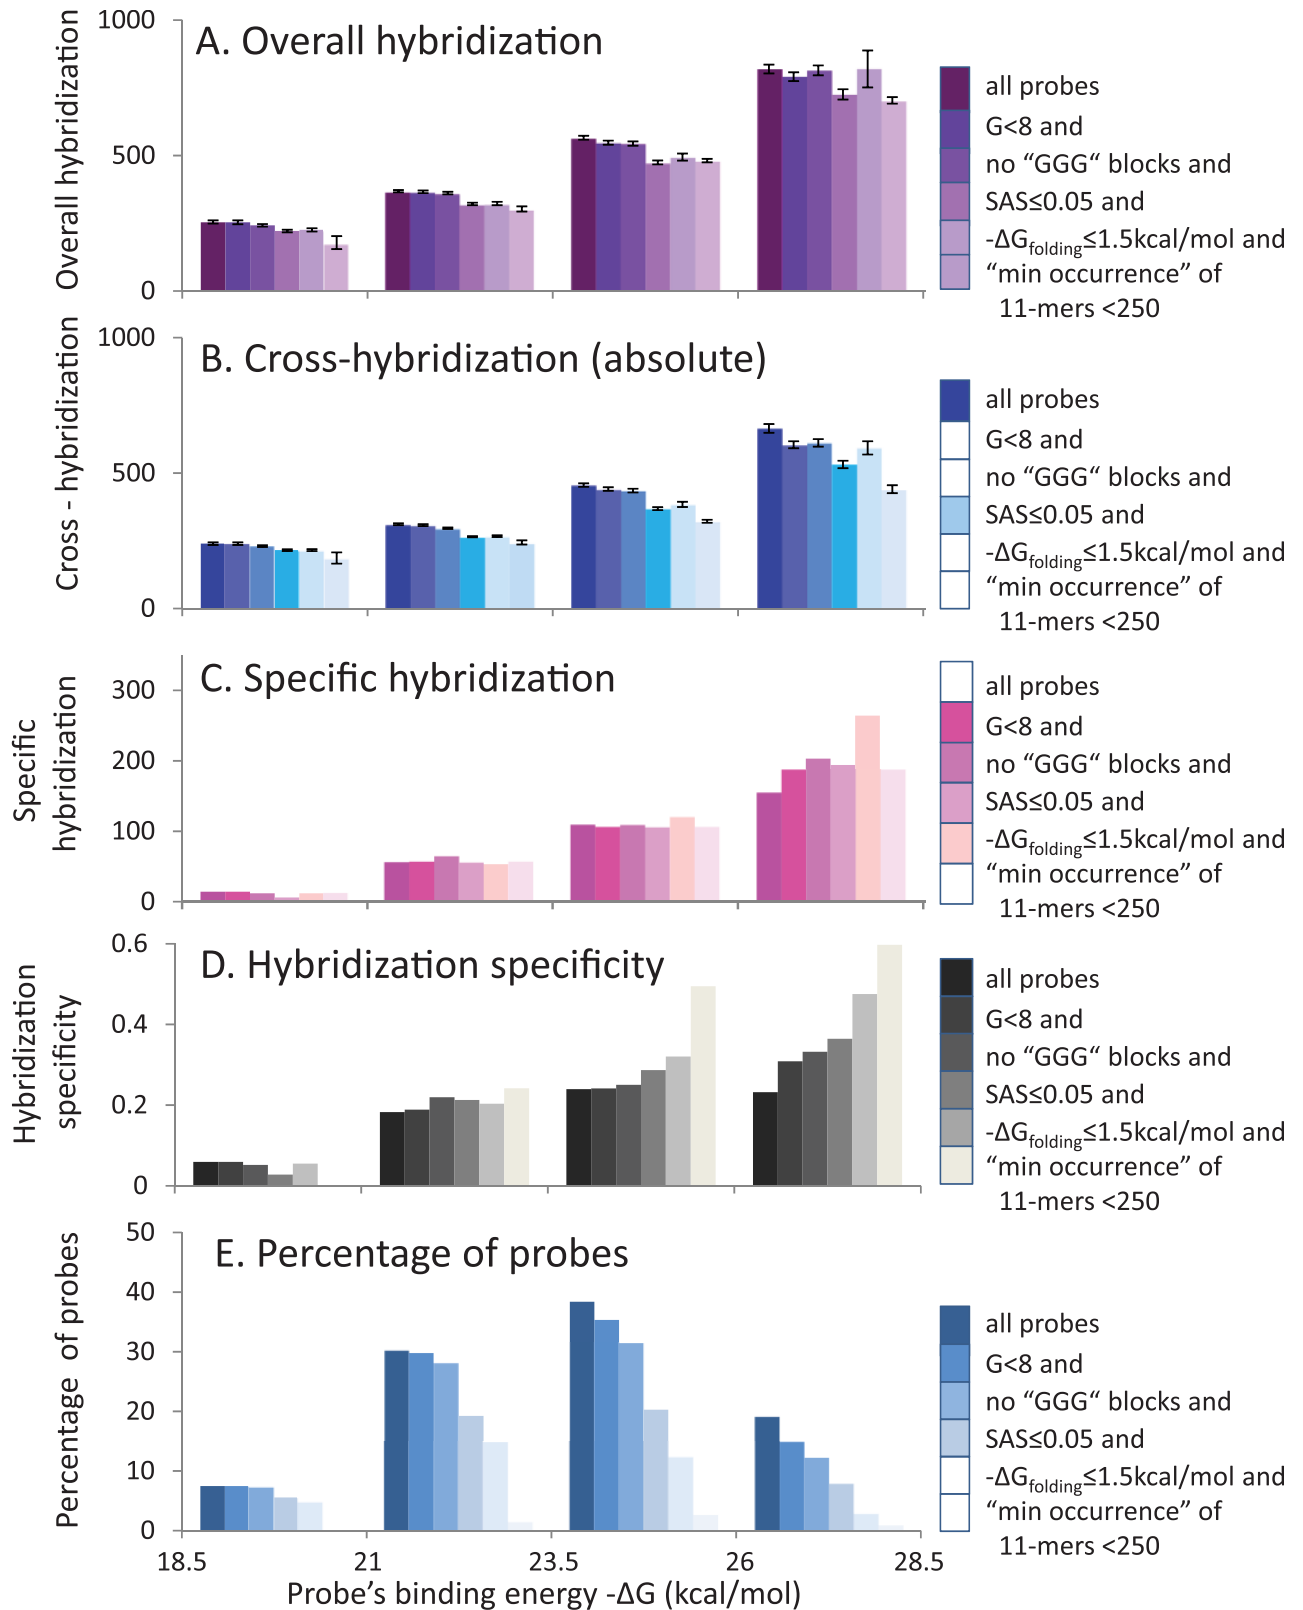 A. Overall hybridization
Overall hybridization
1000
500
0
all probes
G<8 and
no “GGG“ blocks and
SAS≤0.05 and
-ΔGfolding≤1.5kcal/mol and
“min occurrence” of
11-mers <250
B. Cross-hybridization (absolute)
Cross - hybridization
1000
500
0
all probes
G<8 and
no “GGG“ blocks and
SAS≤0.05 and
-ΔGfolding≤1.5kcal/mol and
“min occurrence” of
11-mers <250
C. Specific hybridization
Specific
hybridization
300
200
100
0
all probes
G<8 and
no “GGG“ blocks and
SAS≤0.05 and
-ΔGfolding≤1.5kcal/mol and
“min occurrence” of
11-mers <250
D. Hybridization specificity
Hybridization
specificity
0.6
0.4
0.2
0
all probes
G<8 and
no “GGG“ blocks and
SAS≤0.05 and
-ΔGfolding≤1.5kcal/mol and
“min occurrence” of
11-mers <250
E. Percentage of probes
Percentage of probes
50
40
30
20
10
0
all probes
G<8 and
no “GGG“ blocks and
SAS≤0.05 and
-ΔGfolding≤1.5kcal/mol and
“min occurrence” of
11-mers <250
18.5 21 23.5 26 28.5
Probe’s binding energy -ΔG (kcal/mol)